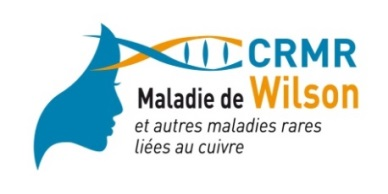 CRMR
Maladie de Wilson
et autres maladies rares
liées au cuivre